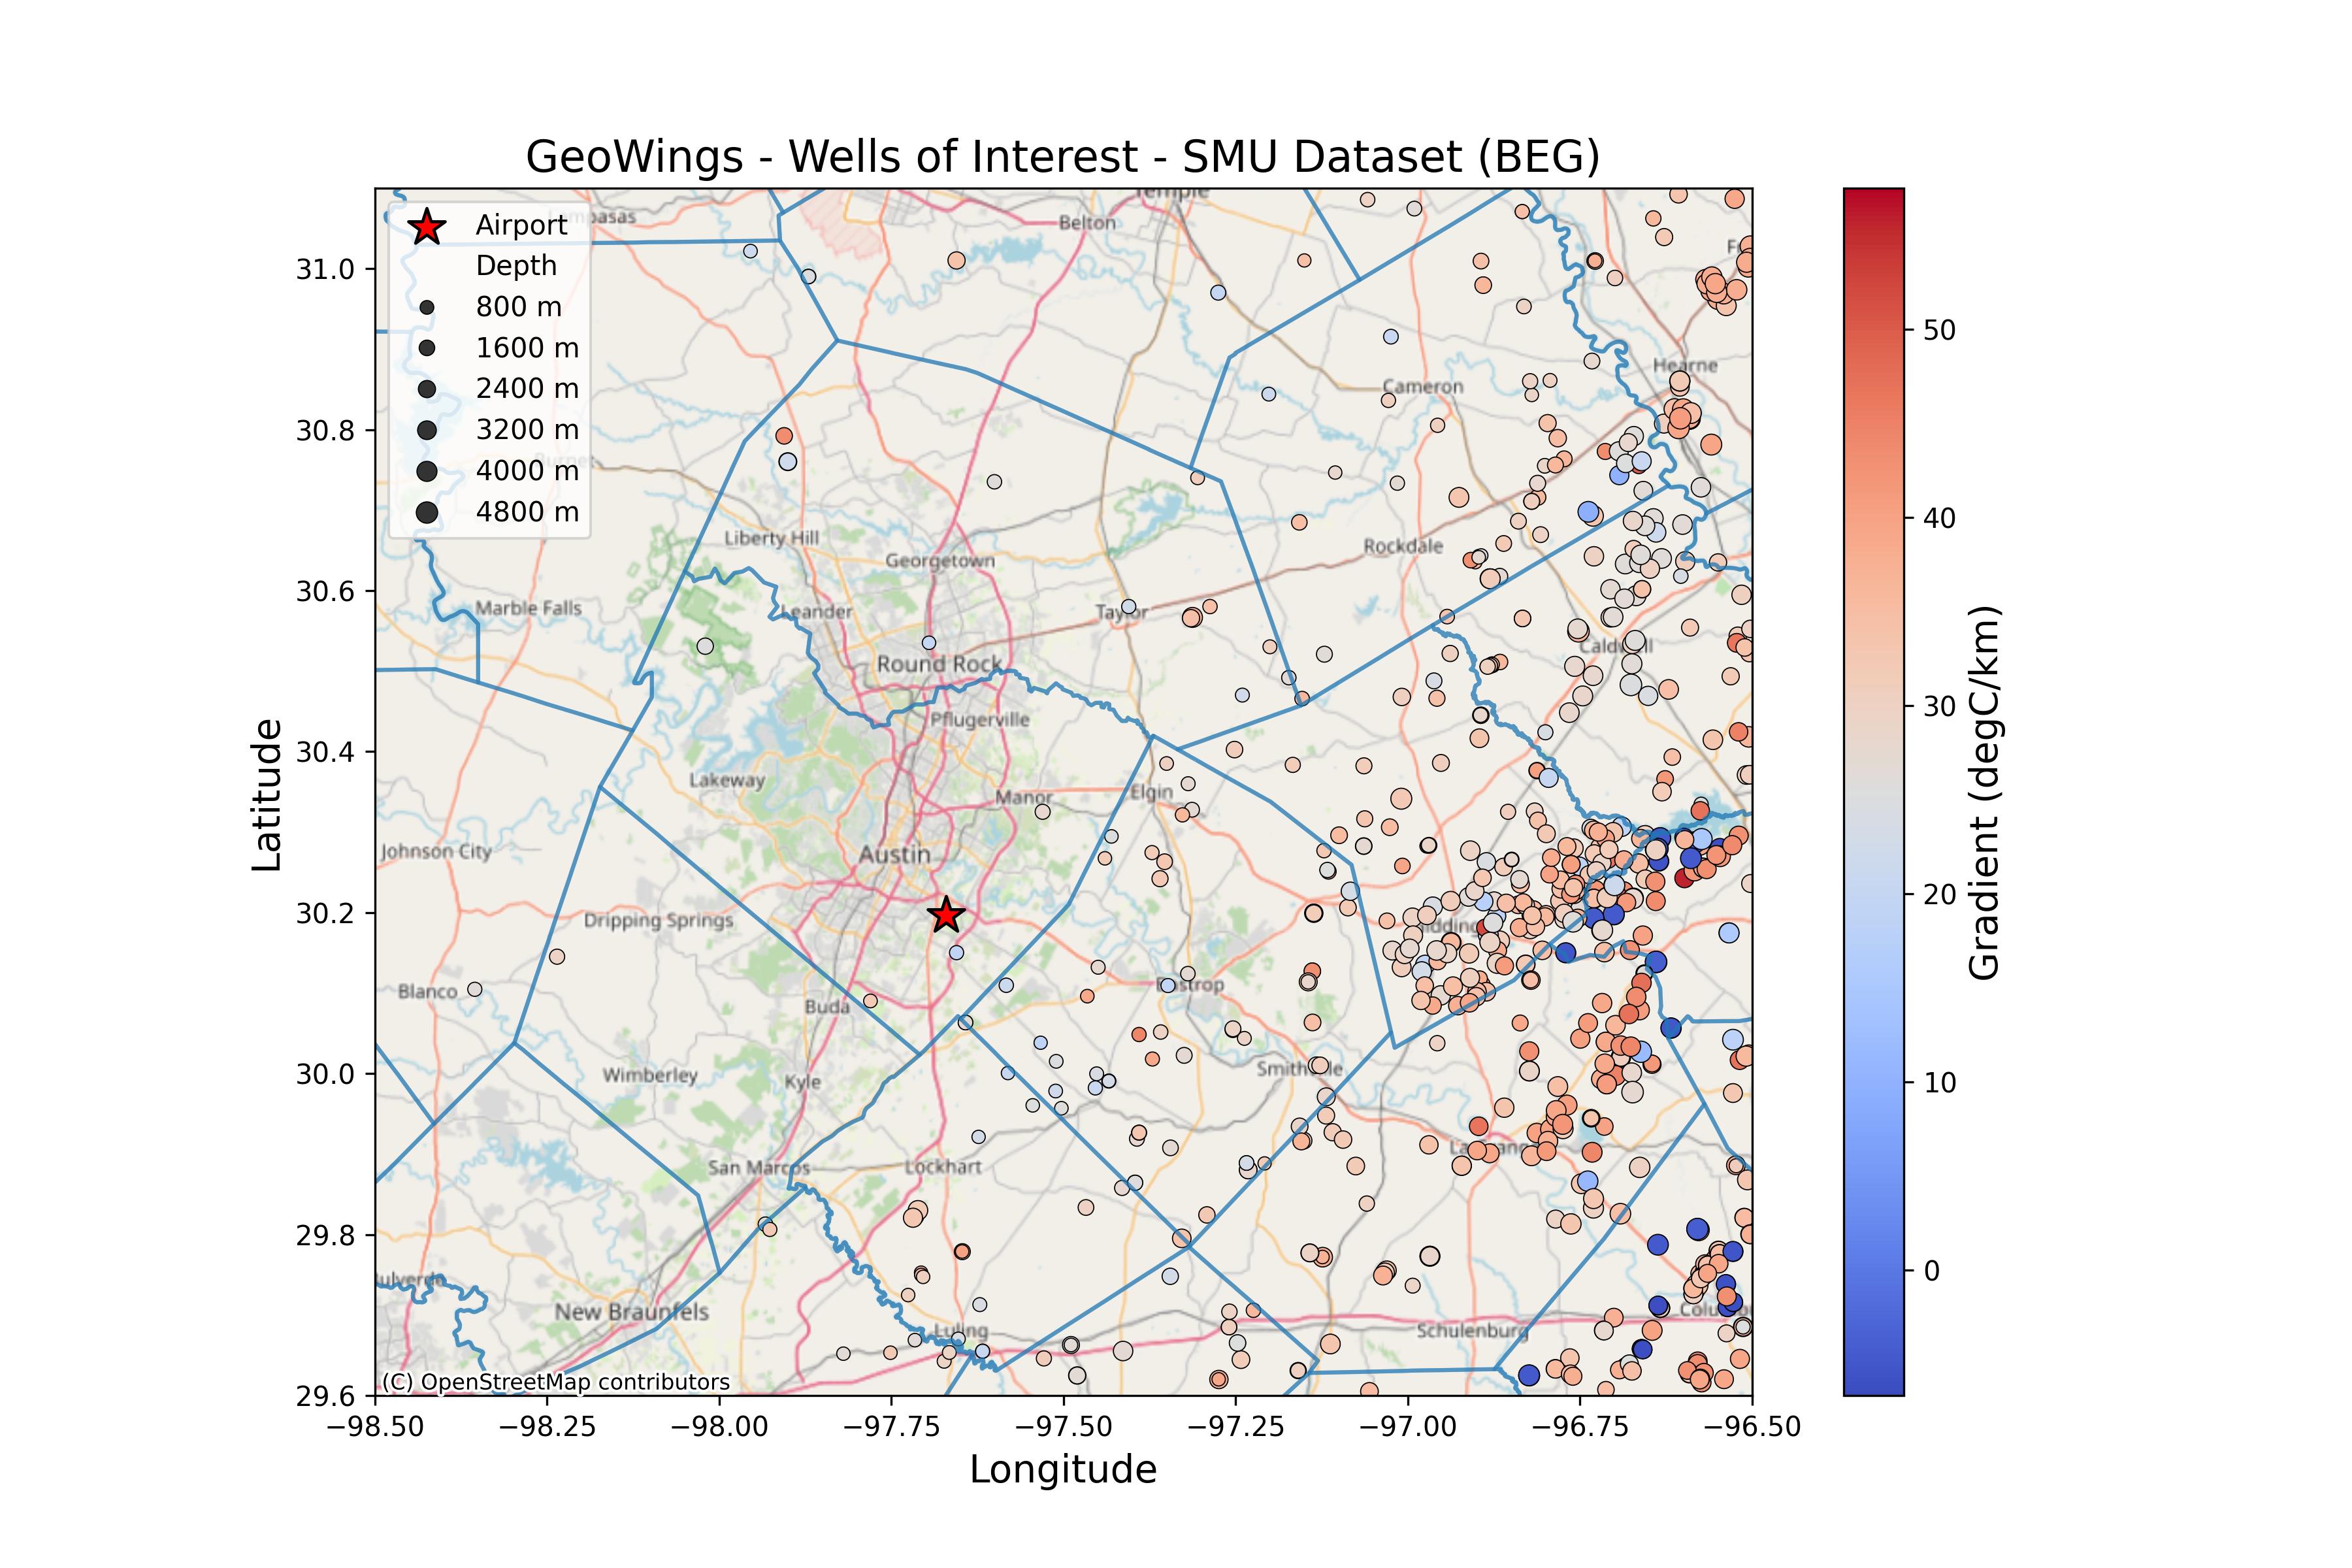 GeoWings - Wells of Interest - SMU Dataset (BEG)
Airport
Depth
800 m
1600 m
2400 m
3200 m
4000 m
4800 m
Temple
Belton
Hearne
Cameron
Liberty Hill
Georgetown
Rockdale
Marble Falls
Leander
Taylor
Round Rock
Pflugerville
Lakeway
Manor
Elgin
Johnson City
Austin
Dripping Springs
Blanco
Buda
Wimberley
Kyle
Smithville
San Marcos
Lockhart
New Braunfels
Luling
Schulenburg
(C) OpenStreetMap contributors
31.0
30.8
30.6
30.4
30.2
30.0
29.8
29.6
Latitude
−98.50
−98.25
−98.00
−97.75
−97.50
−97.25
−97.00
−96.75
−96.50
Longitude
50
40
30
20
10
0
Gradient (degC/km)